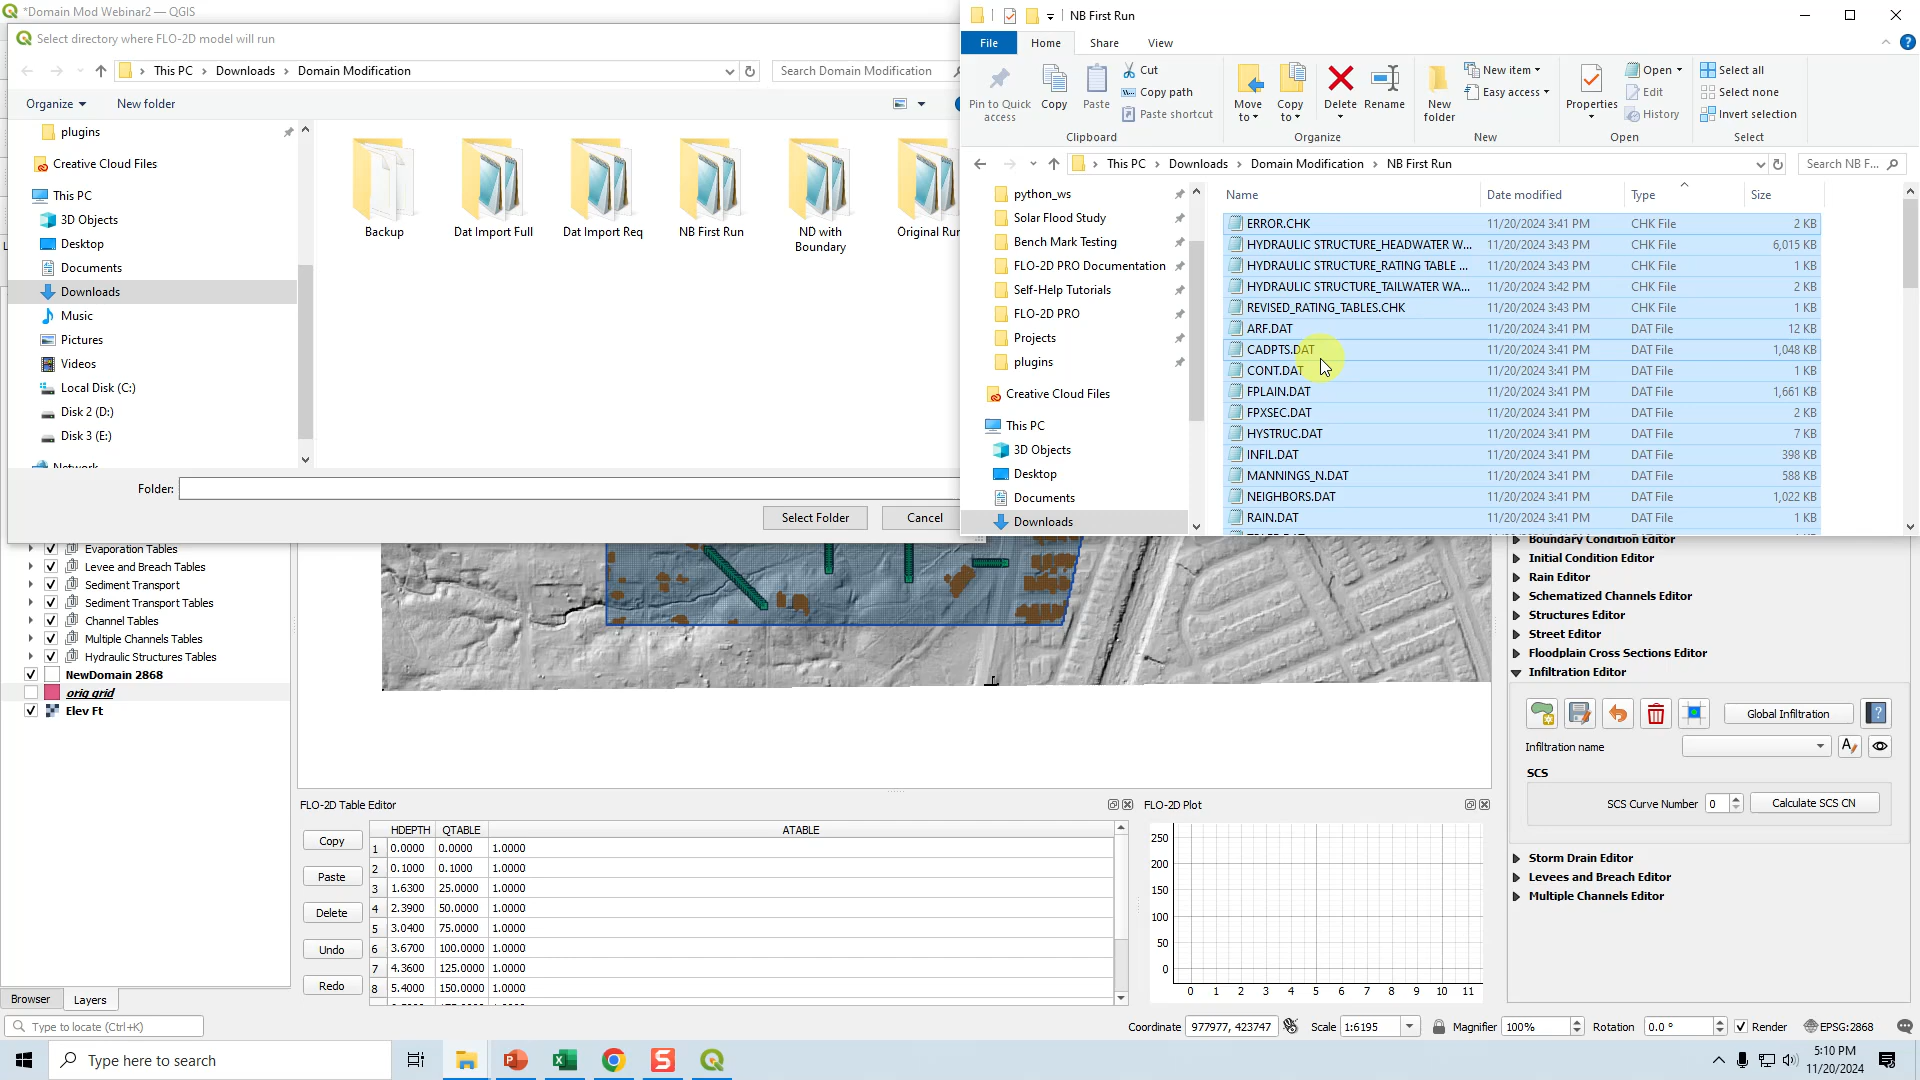 *Domain Mod Webinar2 — QGIS
Select directory where FLO-2D model will run
This PC > Downloads > Domain Modification
Search Domain Modification
Organize
New folder
plugins
Creative Cloud Files
This PC
3D Objects
Desktop
Documents
Downloads
Music
Pictures
Videos
Local Disk (C:)
Disk 2 (D:)
Disk 3 (E:)
Network
Backup
Dat Import Full
Dat Import Req
NB First Run
ND with Boundary
Original Run
Folder:
Select Folder
Cancel
NB First Run
File
Home
Share
View
Pin to Quick access
Copy
Paste
Cut
Copy path
Paste shortcut
Clipboard
Move to
Copy to
Delete
Rename
Organize
New folder
New item
Easy access
New
Properties
Open
Edit
History
Open
Select all
Select none
Invert selection
Select
This PC > Downloads > Domain Modification > NB First Run
Search NB F...
python_ws
Solar Flood Study
Bench Mark Testing
FLO-2D PRO Documentation
Self-Help Tutorials
FLO-2D PRO
Projects
plugins
Creative Cloud Files
This PC
3D Objects
Desktop
Documents
Downloads
Name Date modified Type Size
ERROR.CHK 11/20/2024 3:41 PM CHK File 2 KB
HYDRAULIC STRUCTURE_HEADWATER W... 11/20/2024 3:43 PM CHK File 6,015 KB
HYDRAULIC STRUCTURE_RATING TABLE ... 11/20/2024 3:43 PM CHK File 1 KB
HYDRAULIC STRUCTURE_TAILWATER WA... 11/20/2024 3:42 PM CHK File 2 KB
REVISED_RATING_TABLES.CHK 11/20/2024 3:43 PM CHK File 1 KB
ARF.DAT 11/20/2024 3:41 PM DAT File 12 KB
CADPTS.DAT 11/20/2024 3:41 PM DAT File 1,048 KB
CONT.DAT 11/20/2024 3:41 PM DAT File 1 KB
FPLAIN.DAT 11/20/2024 3:41 PM DAT File 1,661 KB
FPXSEC.DAT 11/20/2024 3:41 PM DAT File 2 KB
HYSTRUC.DAT 11/20/2024 3:41 PM DAT File 7 KB
INFIL.DAT 11/20/2024 3:41 PM DAT File 398 KB
MANNINGS_N.DAT 11/20/2024 3:41 PM DAT File 588 KB
NEIGHBORS.DAT 11/20/2024 3:41 PM DAT File 1,022 KB
RAIN.DAT 11/20/2024 3:41 PM DAT File 1 KB
Evaporation Tables
Levee and Breach Tables
Sediment Transport
Sediment Transport Tables
Channel Tables
Multiple Channels Tables
Hydraulic Structures Tables
NewDomain 2868
orig grid
Elev Ft
Browser
Layers
Boundary Condition Editor
Initial Condition Editor
Rain Editor
Schematized Channels Editor
Structures Editor
Street Editor
Floodplain Cross Sections Editor
Infiltration Editor
Global Infiltration
Infiltration name
SCS
SCS Curve Number 0
Calculate SCS CN
Storm Drain Editor
Levees and Breach Editor
Multiple Channels Editor
FLO-2D Table Editor
Copy
Paste
Delete
Undo
Redo
HDEPTH QTABLE ATABLE
1 0.0000 0.0000 1.0000
2 0.1000 0.1000 1.0000
3 1.6300 25.0000 1.0000
4 2.3900 50.0000 1.0000
5 3.0400 75.0000 1.0000
6 3.6700 100.0000 1.0000
7 4.3600 125.0000 1.0000
8 5.4000 150.0000 1.0000
FLO-2D Plot
250
200
150
100
50
0
0 1 2 3 4 5 6 7 8 9 10 11
Type to locate (Ctrl+K)
Coordinate 977977, 423747
Scale 1:6195
Magnifier 100%
Rotation 0.0 °
Render
EPSG:2868
Type here to search
5:10 PM
11/20/2024